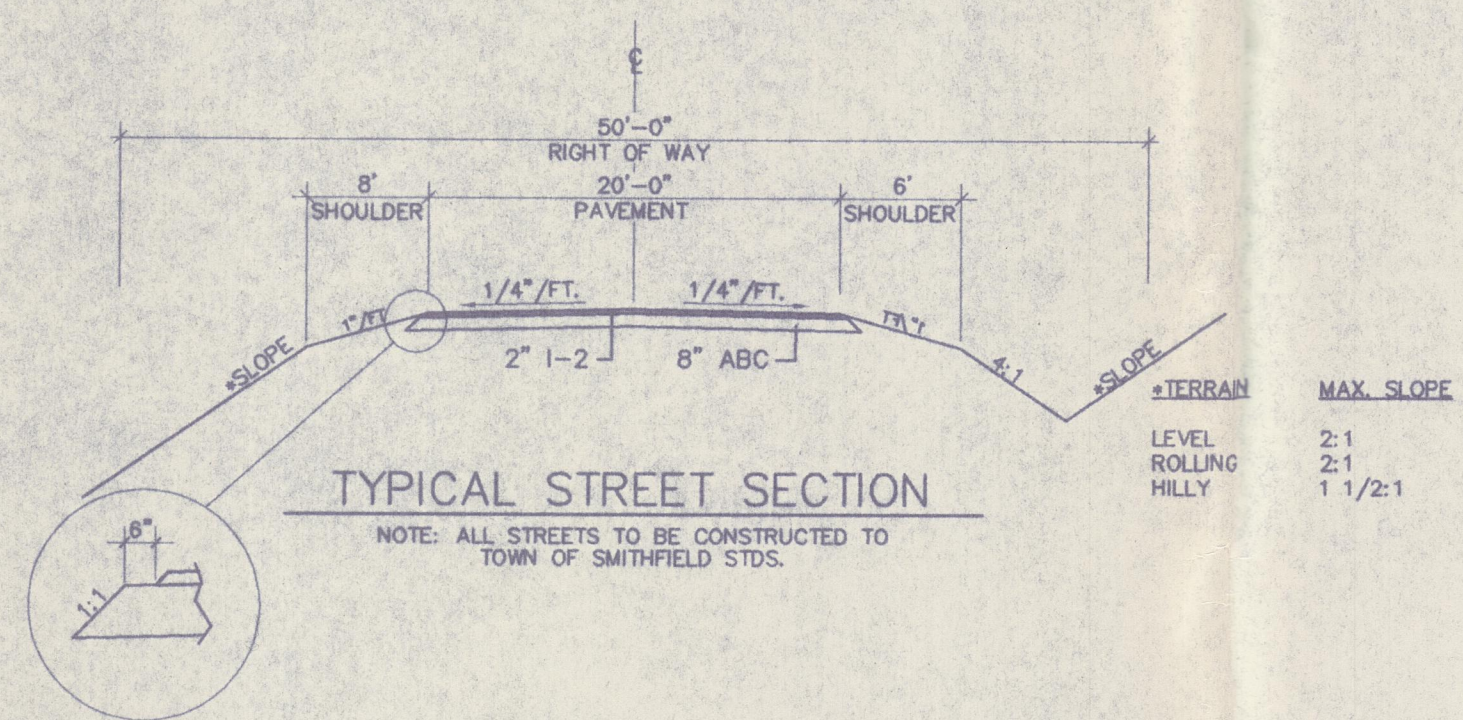 ℄
50'-0"
RIGHT OF WAY
8'
SHOULDER
20'-0"
PAVEMENT
6'
SHOULDER
1/4"/FT.
1/4"/FT.
1"/FT
1"/FT
*SLOPE
2" I-2
8" ABC
4:1
*SLOPE
*TERRAIN MAX. SLOPE
LEVEL 2:1
ROLLING 2:1
HILLY 1 1/2:1
TYPICAL STREET SECTION
NOTE: ALL STREETS TO BE CONSTRUCTED TO
TOWN OF SMITHFIELD STDS.
6"
1:1